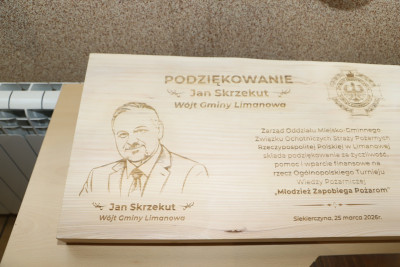 PODZIĘKOWANIE
Jan Skrzekut
Wójt Gminy Limanowa
Zarząd Oddziału Miejsko-Gminnego
Związku Ochotniczych Straży Pożarnych
Rzeczypospolitej Polskiej w Limanowej
składa podziękowanie za życzliwość,
pomoc i wparcie finansowe na
rzecz Ogólnopolskiego Turnieju
Wiedzy Pożarniczej
„Młodzież Zapobiega Pożarom"
Jan Skrzekut
Wójt Gminy Limanowa
Siekierczyna, 25 marca 2026r.